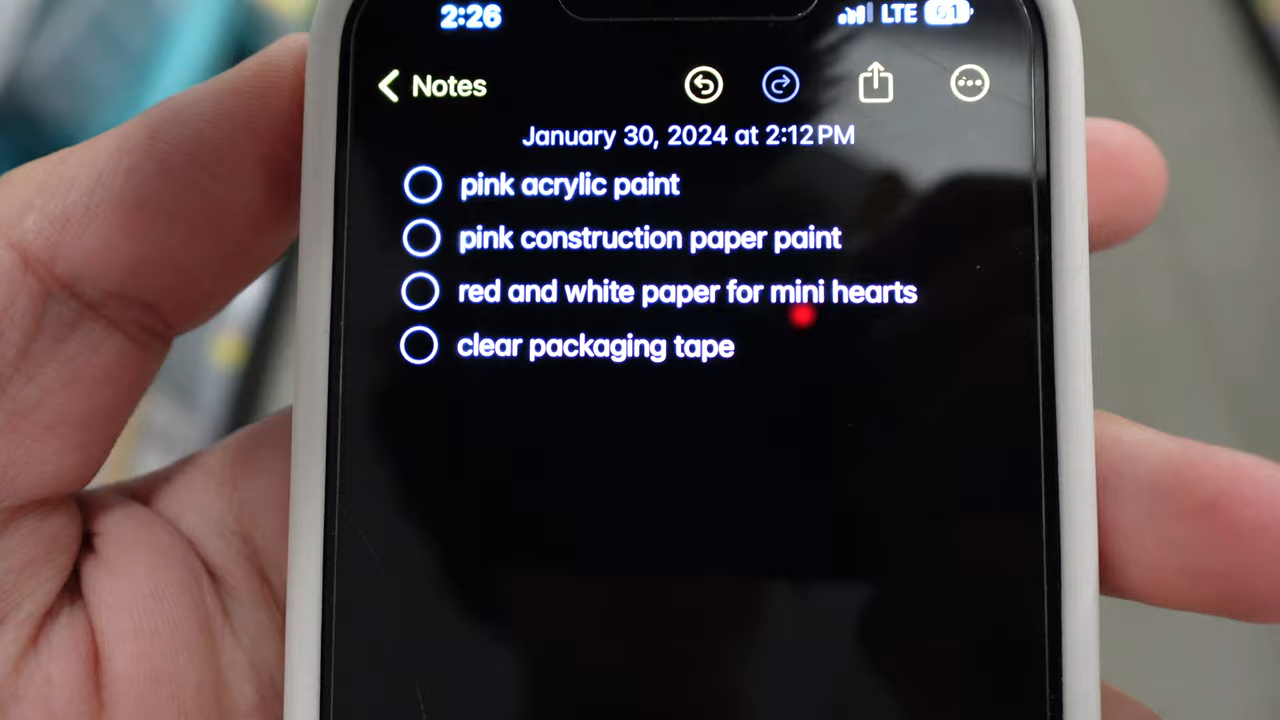 2:26 LTE 61
Notes
January 30, 2024 at 2:12 PM
pink acrylic paint
pink construction paper paint
red and white paper for mini hearts
clear packaging tape